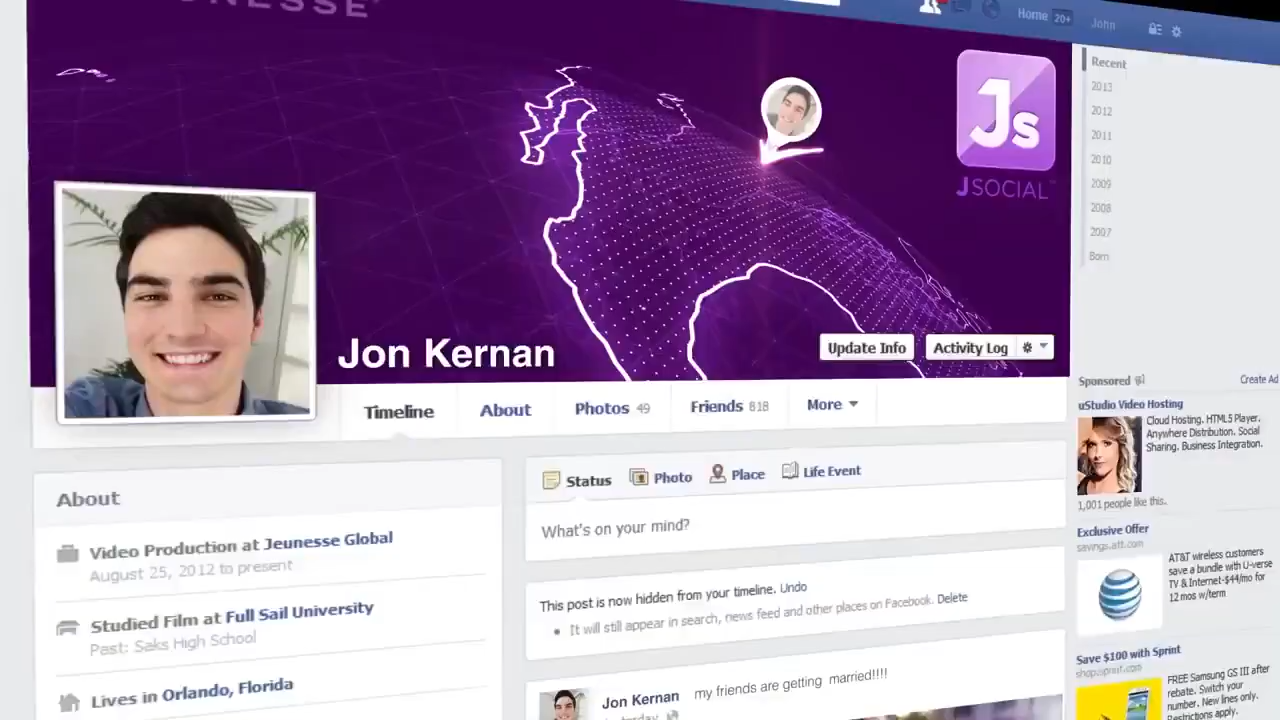 Home 20+ John
Js
JSOCIAL
Jon Kernan
Update Info
Activity Log
Timeline
About
Photos 49
Friends 818
More
Recent
2013
2012
2011
2010
2009
2008
2007
Born
About
Video Production at Jeunesse Global
August 25, 2012 to present
Studied Film at Full Sail University
Past: Saks High School
Lives in Orlando, Florida
Status
Photo
Place
Life Event
What's on your mind?
This post is now hidden from your timeline. Undo
• It will still appear in search, news feed and other places on Facebook. Delete
Jon Kernan my friends are getting married!!!!
Sponsored
Create Ad
uStudio Video Hosting
Cloud Hosting. HTML5 Player.
Anywhere Distribution. Social
Sharing. Business Integration.
1,001 people like this.
Exclusive Offer
savings.att.com
AT&T wireless customers
save a bundle with U-verse
TV & Internet-$44/mo for
12 mos w/term
Save $100 with Sprint
shop.sprint.com
FREE Samsung GS III after
rebate. Switch your
number. New lines only.
Restrictions apply.